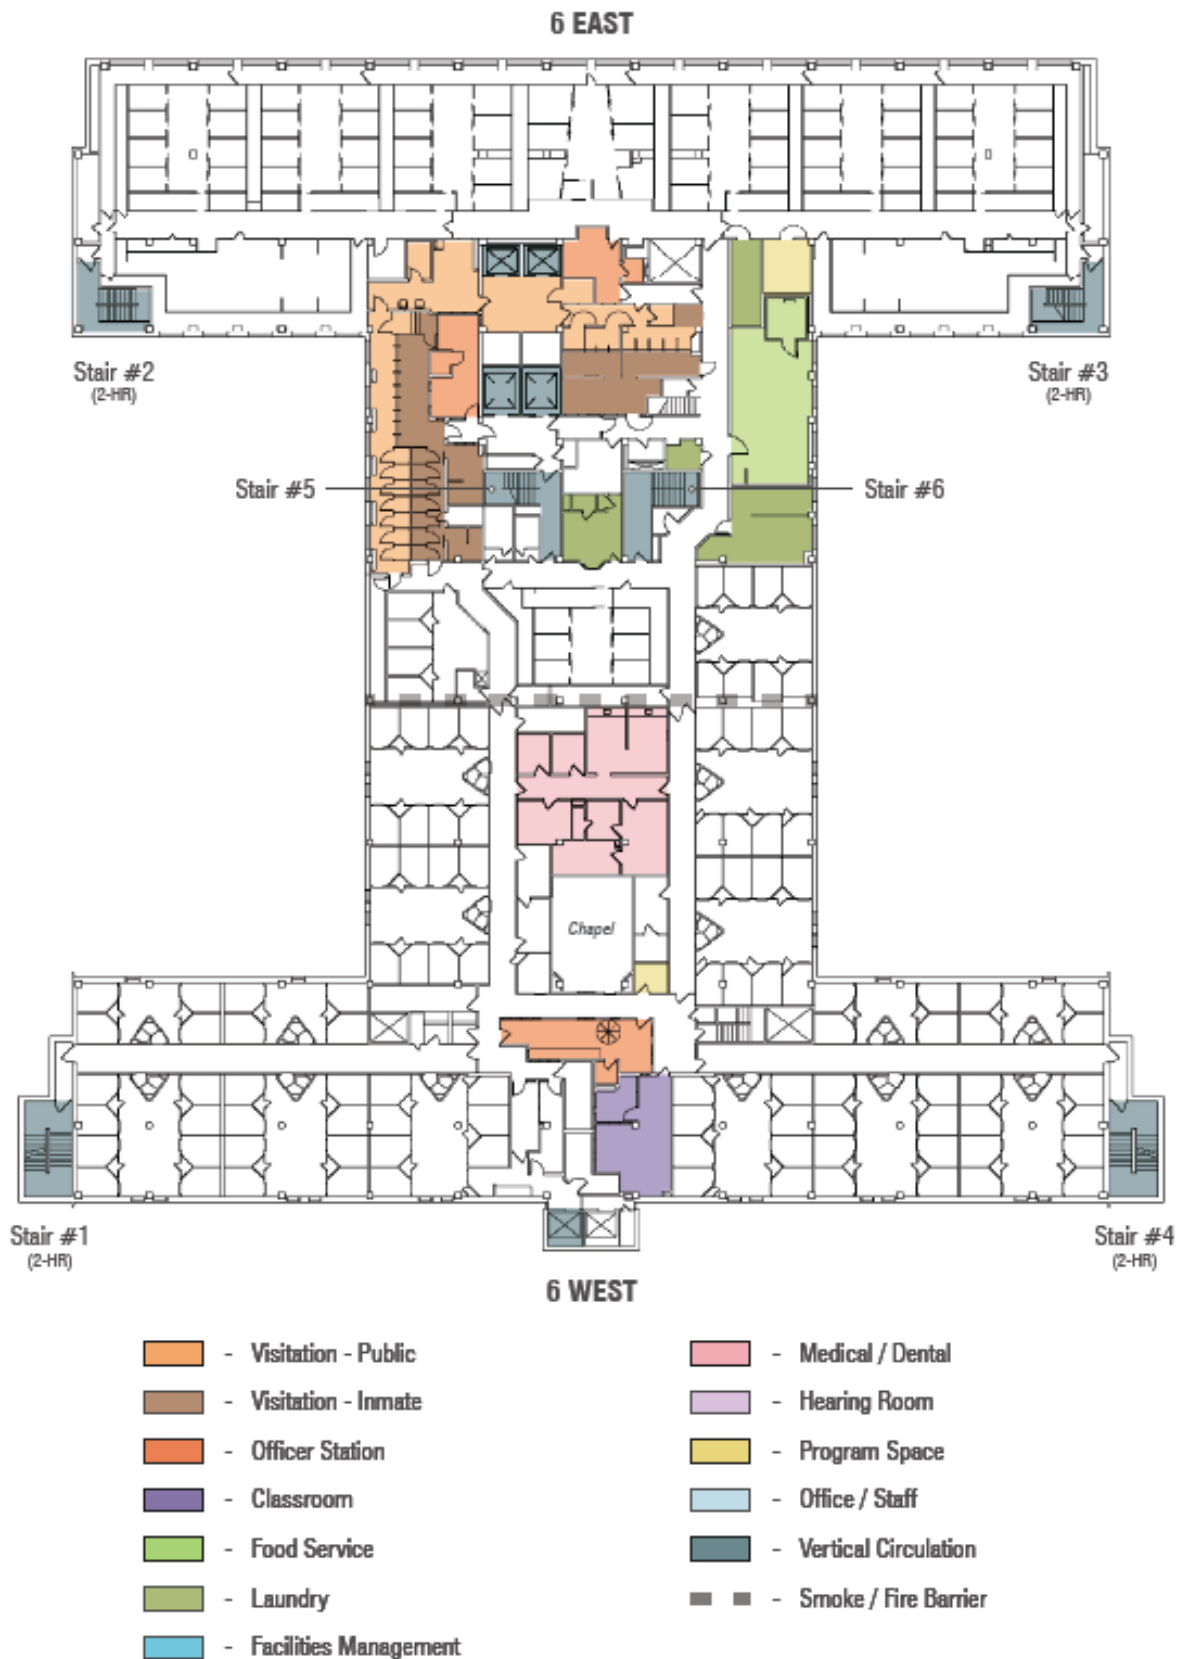 6 EAST
Stair #2
(2-HR)
Stair #3
(2-HR)
Stair #5
Stair #6
Chapel
Stair #1
(2-HR)
Stair #4
(2-HR)
6 WEST
- Visitation - Public
- Visitation - Inmate
- Officer Station
- Classroom
- Food Service
- Laundry
- Facilities Management
- Medical / Dental
- Hearing Room
- Program Space
- Office / Staff
- Vertical Circulation
- Smoke / Fire Barrier